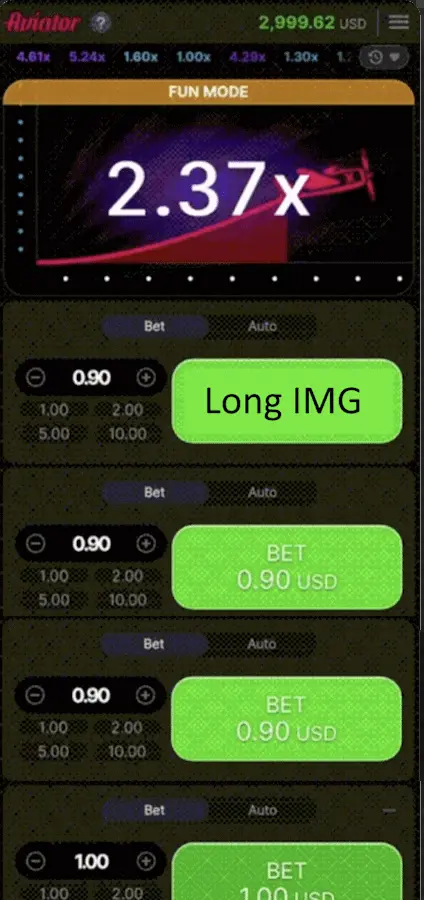 Aviator ? 2,999.62 USD
4.61x 5.24x 1.60x 1.00x 4.29x 1.30x
FUN MODE
2.37x
Bet Auto
0.90
1.00 2.00
5.00 10.00
Long IMG
Bet Auto
0.90
1.00 2.00
5.00 10.00
BET
0.90 USD
Bet Auto
0.90
1.00 2.00
5.00 10.00
BET
0.90 USD
Bet Auto
1.00
1.00 2.00
BET
1.00 USD